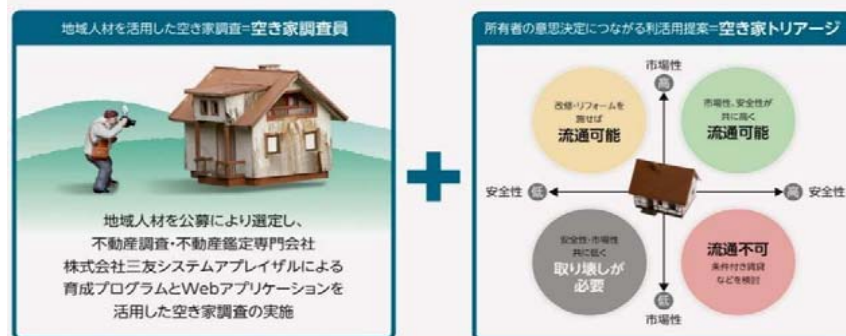 地域人材を活用した空き家調査=空き家調査員
地域人材を公募により選定し、
不動産調査・不動産鑑定専門会社
株式会社三友システムアプレイザルによる
育成プログラムとWebアプリケーションを
活用した空き家調査の実施
所有者の意思決定につながる利活用提案=空き家トリアージ
市場性
高
改修・リフォームを
施せば
流通可能
市場性、安全性が
共に高く
流通可能
安全性 低
高 安全性
安全性・市場性
共に低く
取り壊しが
必要
流通不可
条件付き賃貸
などを検討
低
市場性